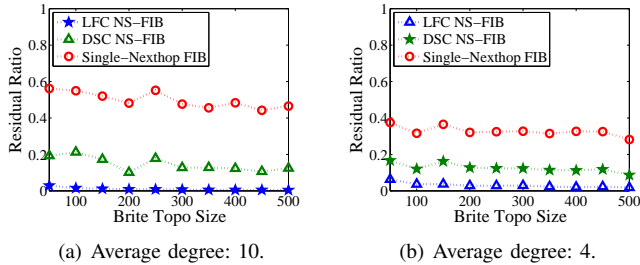 1
0.8
0.6
0.4
0.2
0
Residual Ratio
LFC NS−FIB
DSC NS−FIB
Single−Nexthop FIB
100 200 300 400 500
Brite Topo Size
(a) Average degree: 10.
1
0.8
0.6
0.4
0.2
0
Residual Ratio
LFC NS−FIB
DSC NS−FIB
Single−Nexthop FIB
100 200 300 400 500
Brite Topo Size
(b) Average degree: 4.